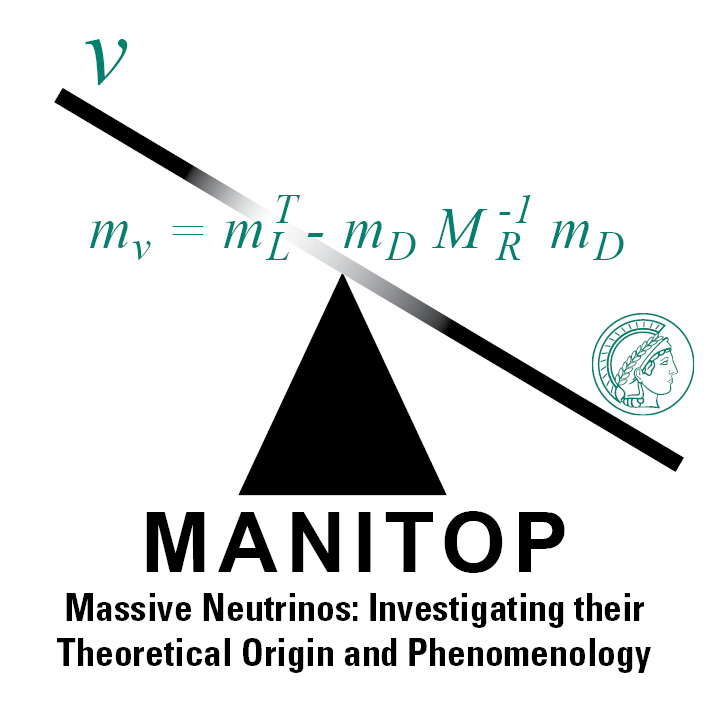 ν
m_ν = m_L^T - m_D M_R^-1 m_D
MANITOP
Massive Neutrinos: Investigating their
Theoretical Origin and Phenomenology